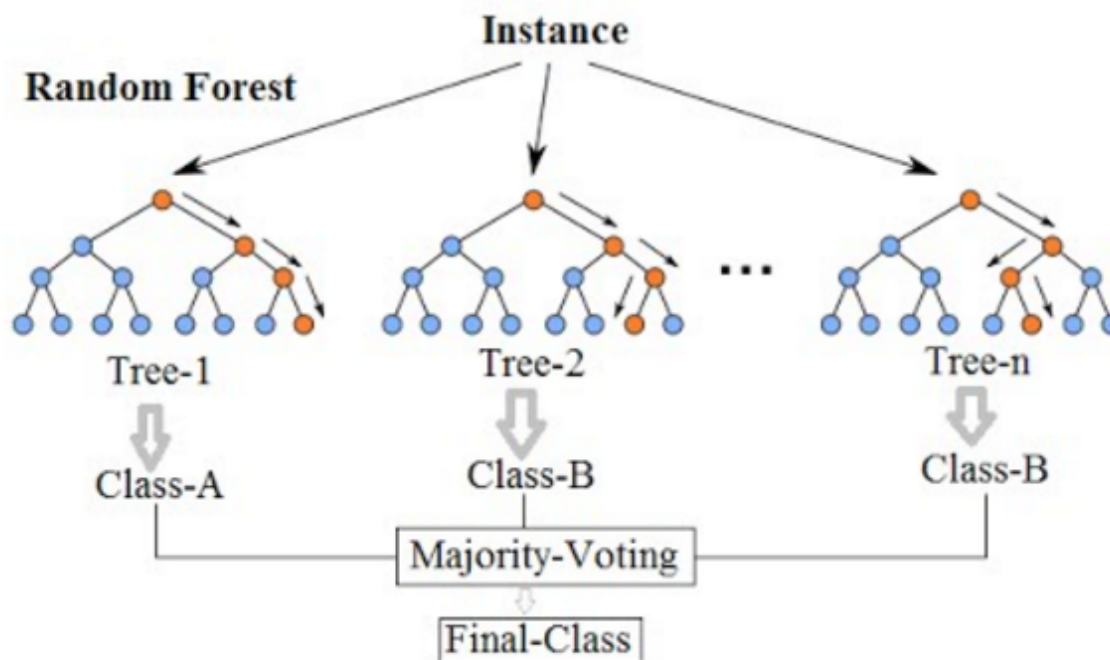 Instance
Random Forest
...
Tree-1
Tree-2
Tree-n
Class-A
Class-B
Class-B
Majority-Voting
Final-Class